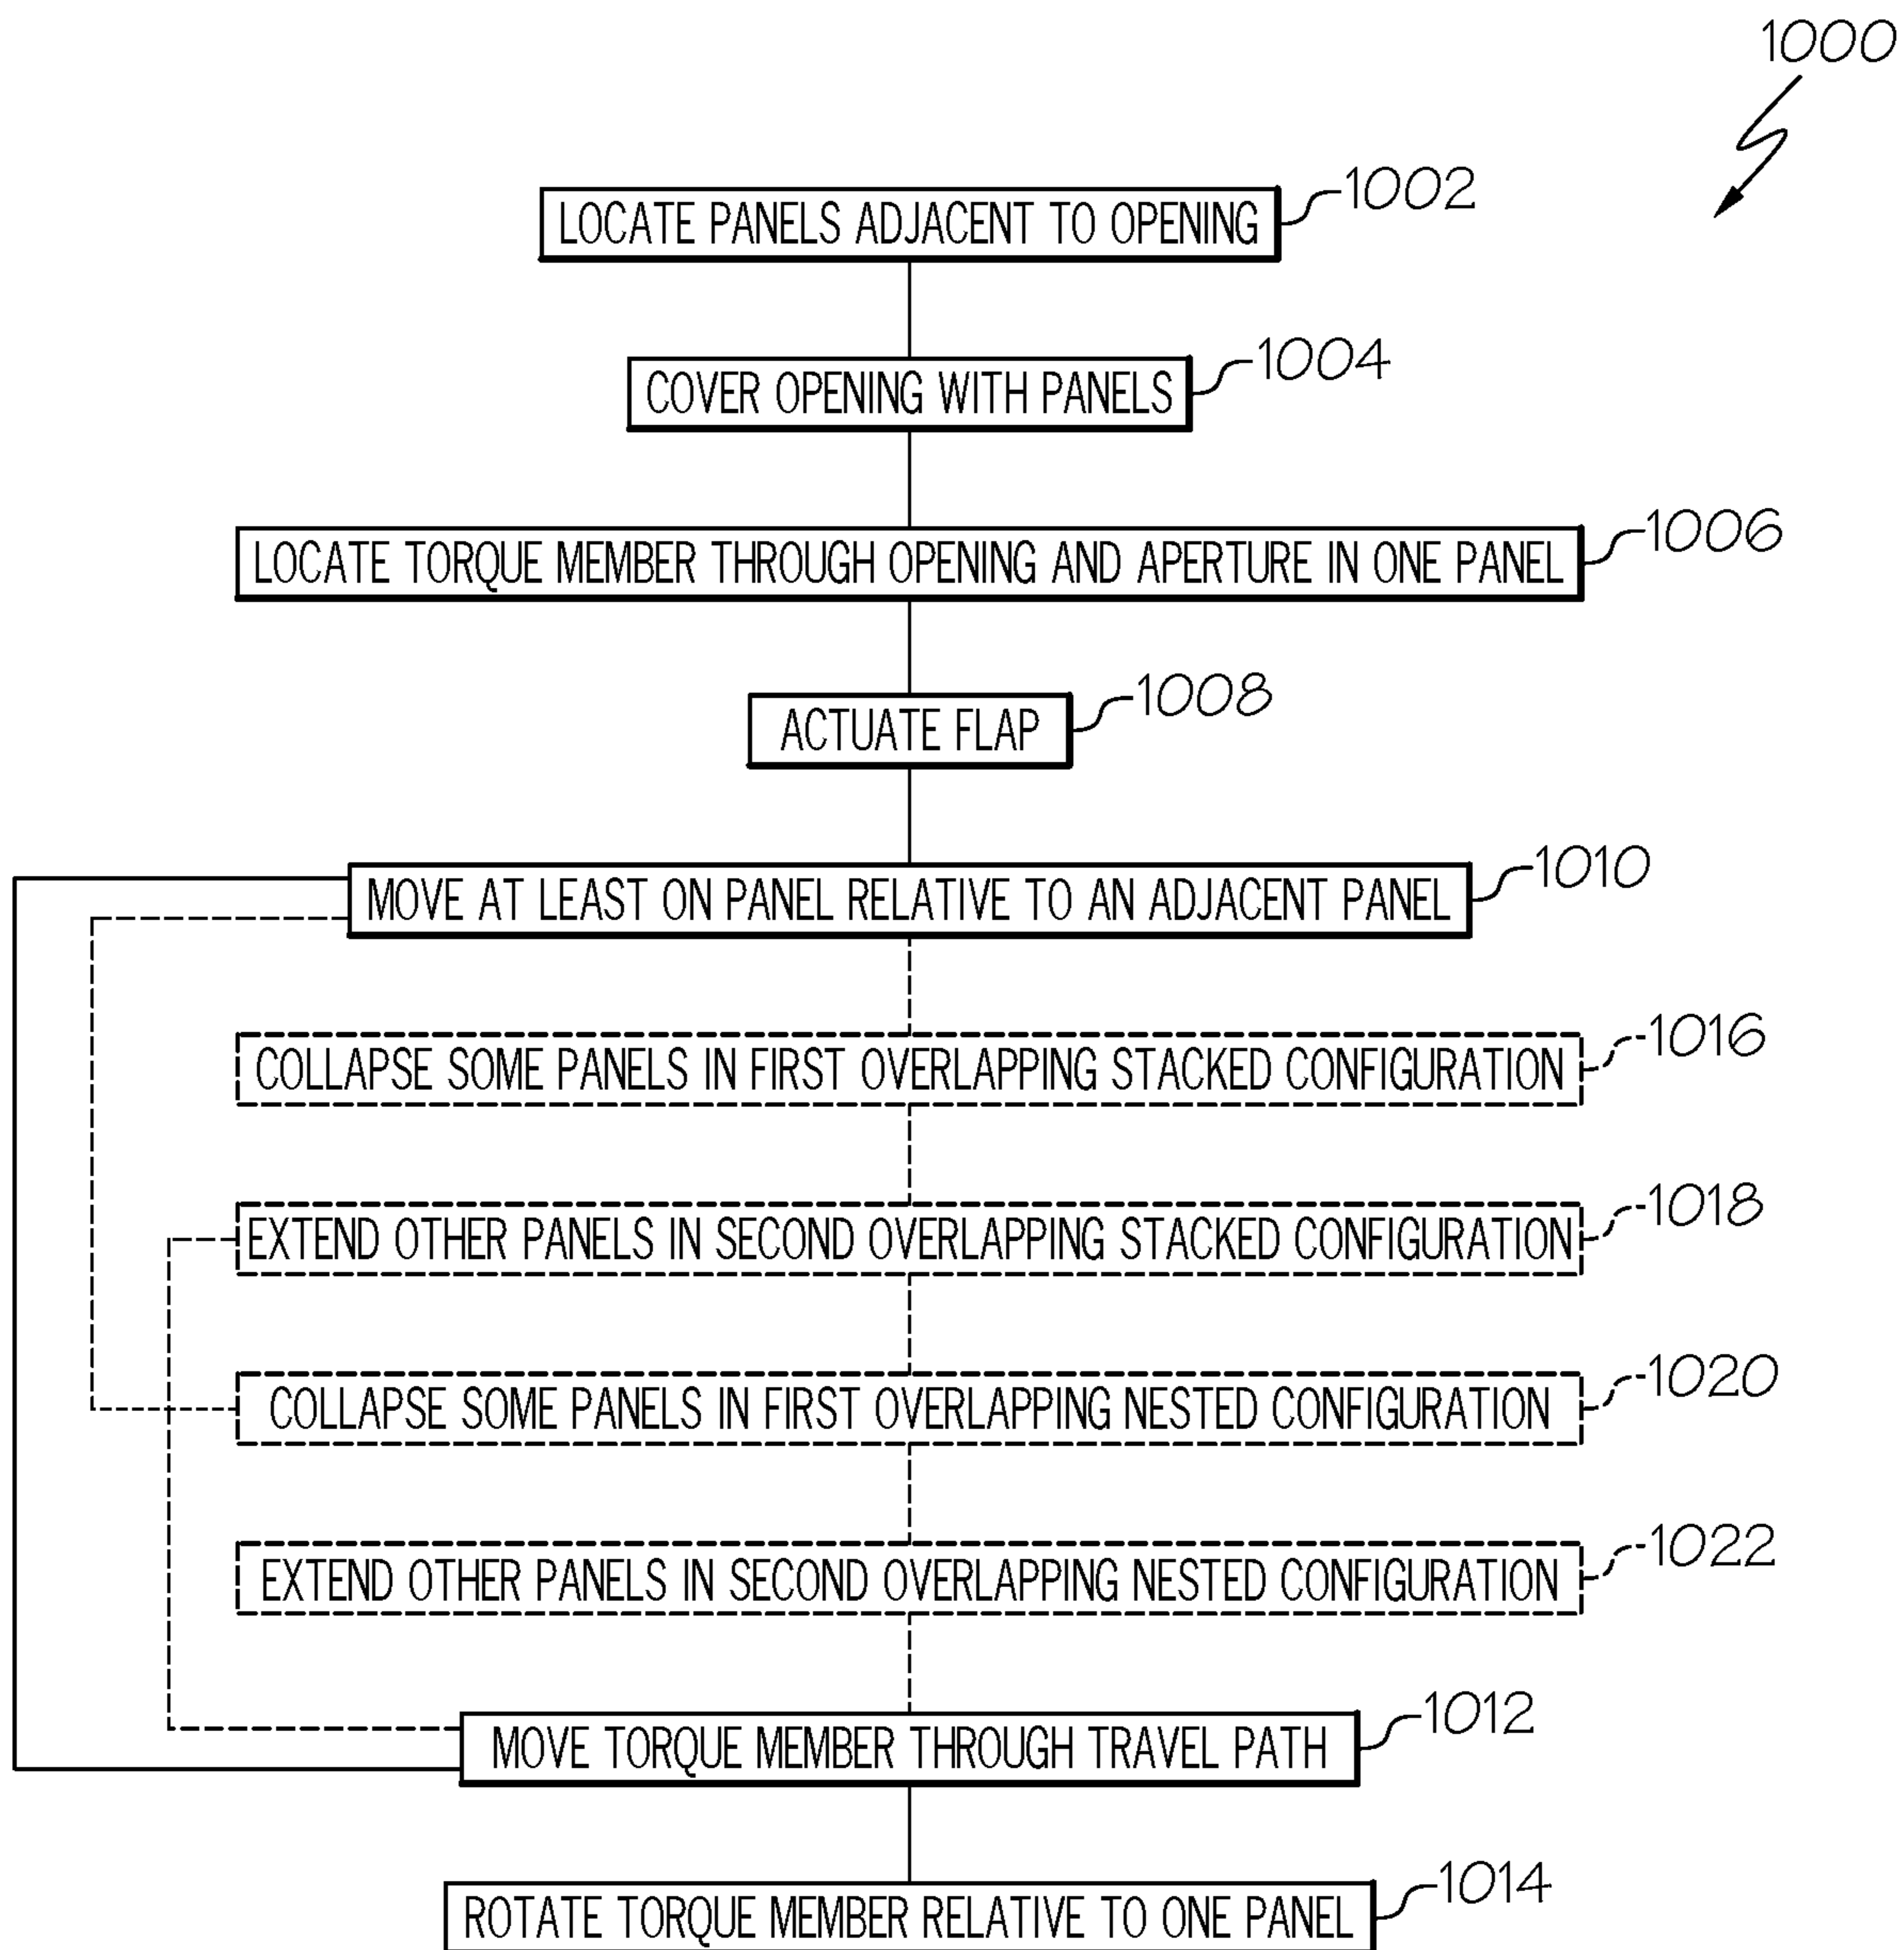 1000
LOCATE PANELS ADJACENT TO OPENING
1002
COVER OPENING WITH PANELS
1004
LOCATE TORQUE MEMBER THROUGH OPENING AND APERTURE IN ONE PANEL
1006
ACTUATE FLAP
1008
MOVE AT LEAST ON PANEL RELATIVE TO AN ADJACENT PANEL
1010
COLLAPSE SOME PANELS IN FIRST OVERLAPPING STACKED CONFIGURATION
1016
EXTEND OTHER PANELS IN SECOND OVERLAPPING STACKED CONFIGURATION
1018
COLLAPSE SOME PANELS IN FIRST OVERLAPPING NESTED CONFIGURATION
1020
EXTEND OTHER PANELS IN SECOND OVERLAPPING NESTED CONFIGURATION
1022
MOVE TORQUE MEMBER THROUGH TRAVEL PATH
1012
ROTATE TORQUE MEMBER RELATIVE TO ONE PANEL
1014